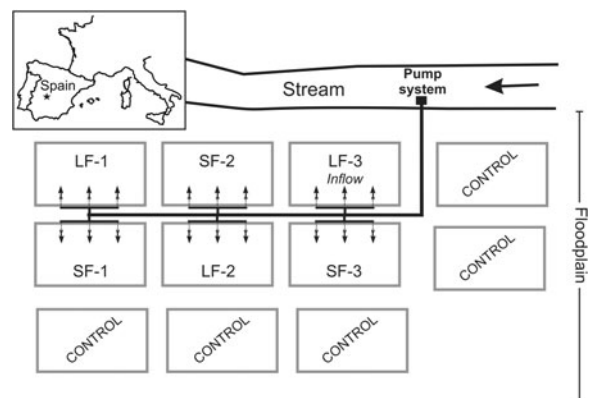 Spain
Stream
Pump
system
LF-1
SF-2
LF-3
Inflow
CONTROL
SF-1
LF-2
SF-3
CONTROL
CONTROL
CONTROL
CONTROL
Floodplain